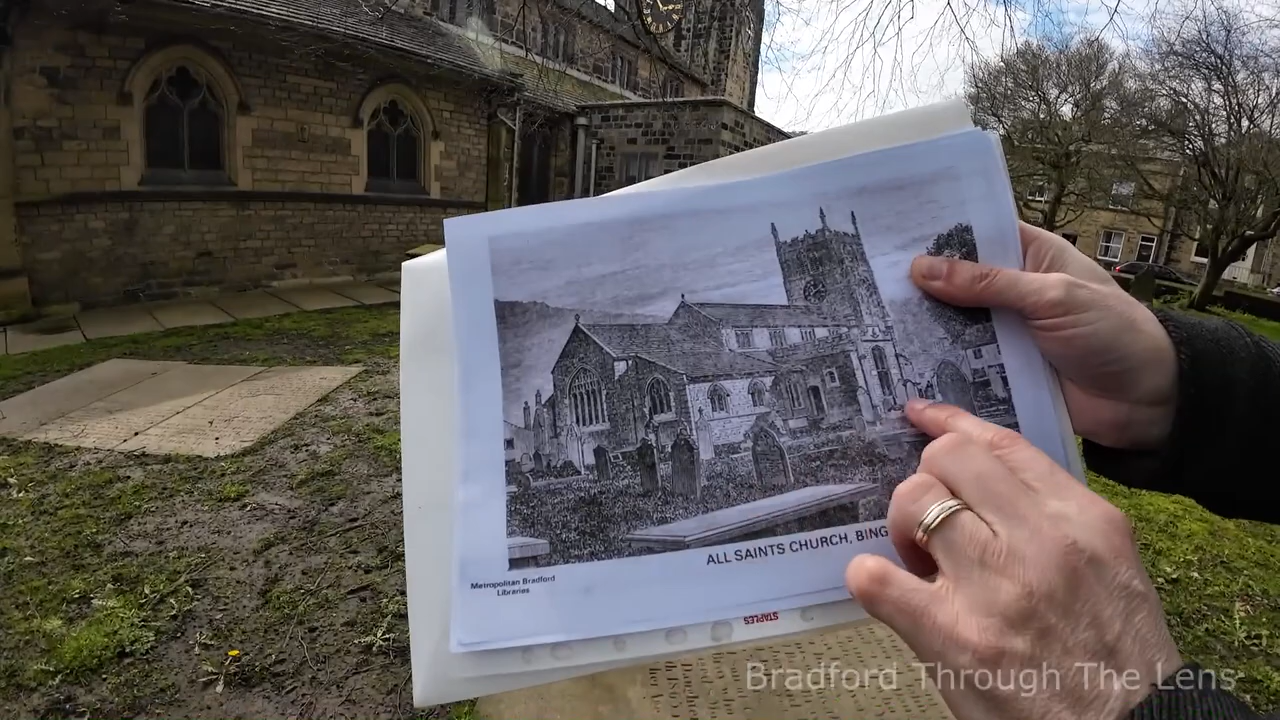 ALL SAINTS CHURCH, BING
Metropolitan Bradford
Libraries
STAPLES
Bradford Through The Lens